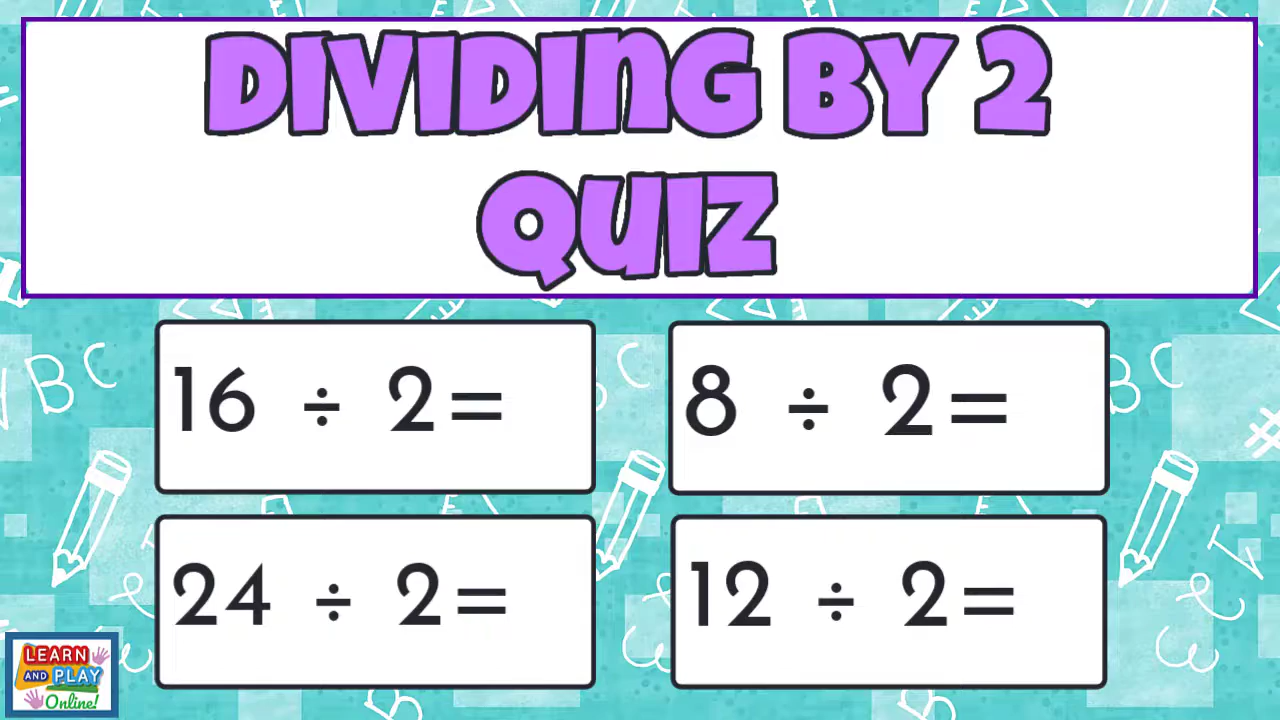 DIVIDING BY 2
QUIZ
16 ÷ 2=
8 ÷ 2=
24 ÷ 2=
12 ÷ 2=
LEARN
AND PLAY
Online!